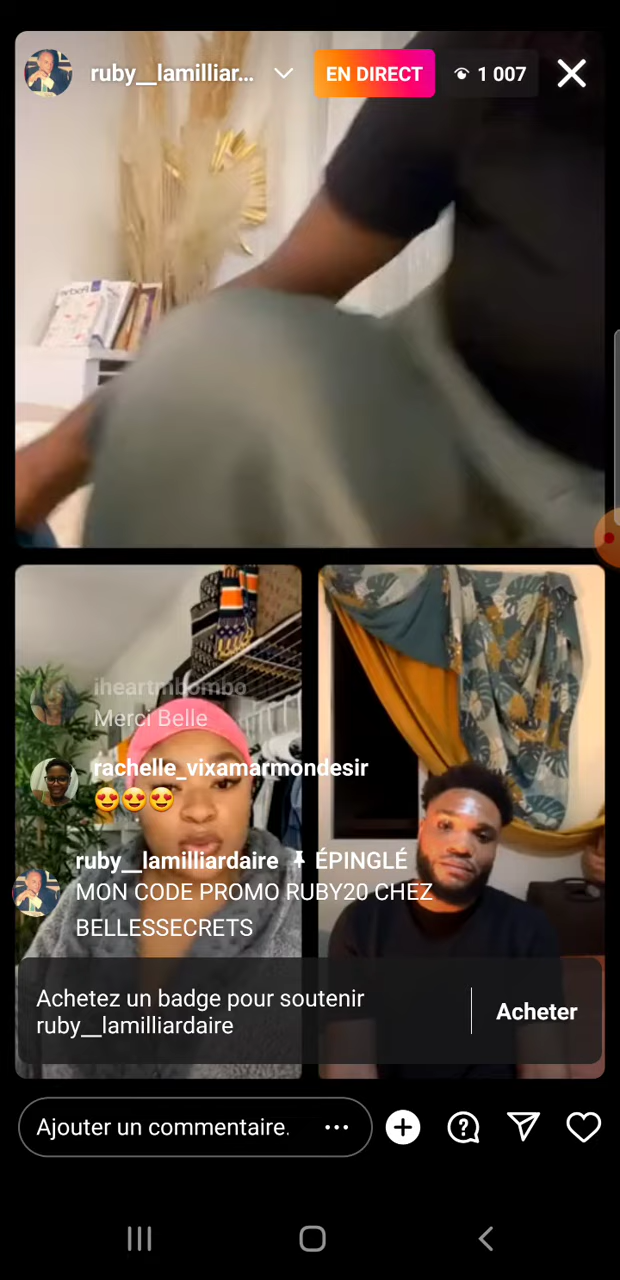 ruby__lamilliar...
EN DIRECT
1 007
iheartmbombo
Merci Belle
rachelle_vixamarmondesir
😍😍😍
ruby__lamilliardaire ÉPINGLÉ
MON CODE PROMO RUBY20 CHEZ
BELLESSECRETS
Achetez un badge pour soutenir
ruby__lamilliardaire
Acheter
Ajouter un commentaire.